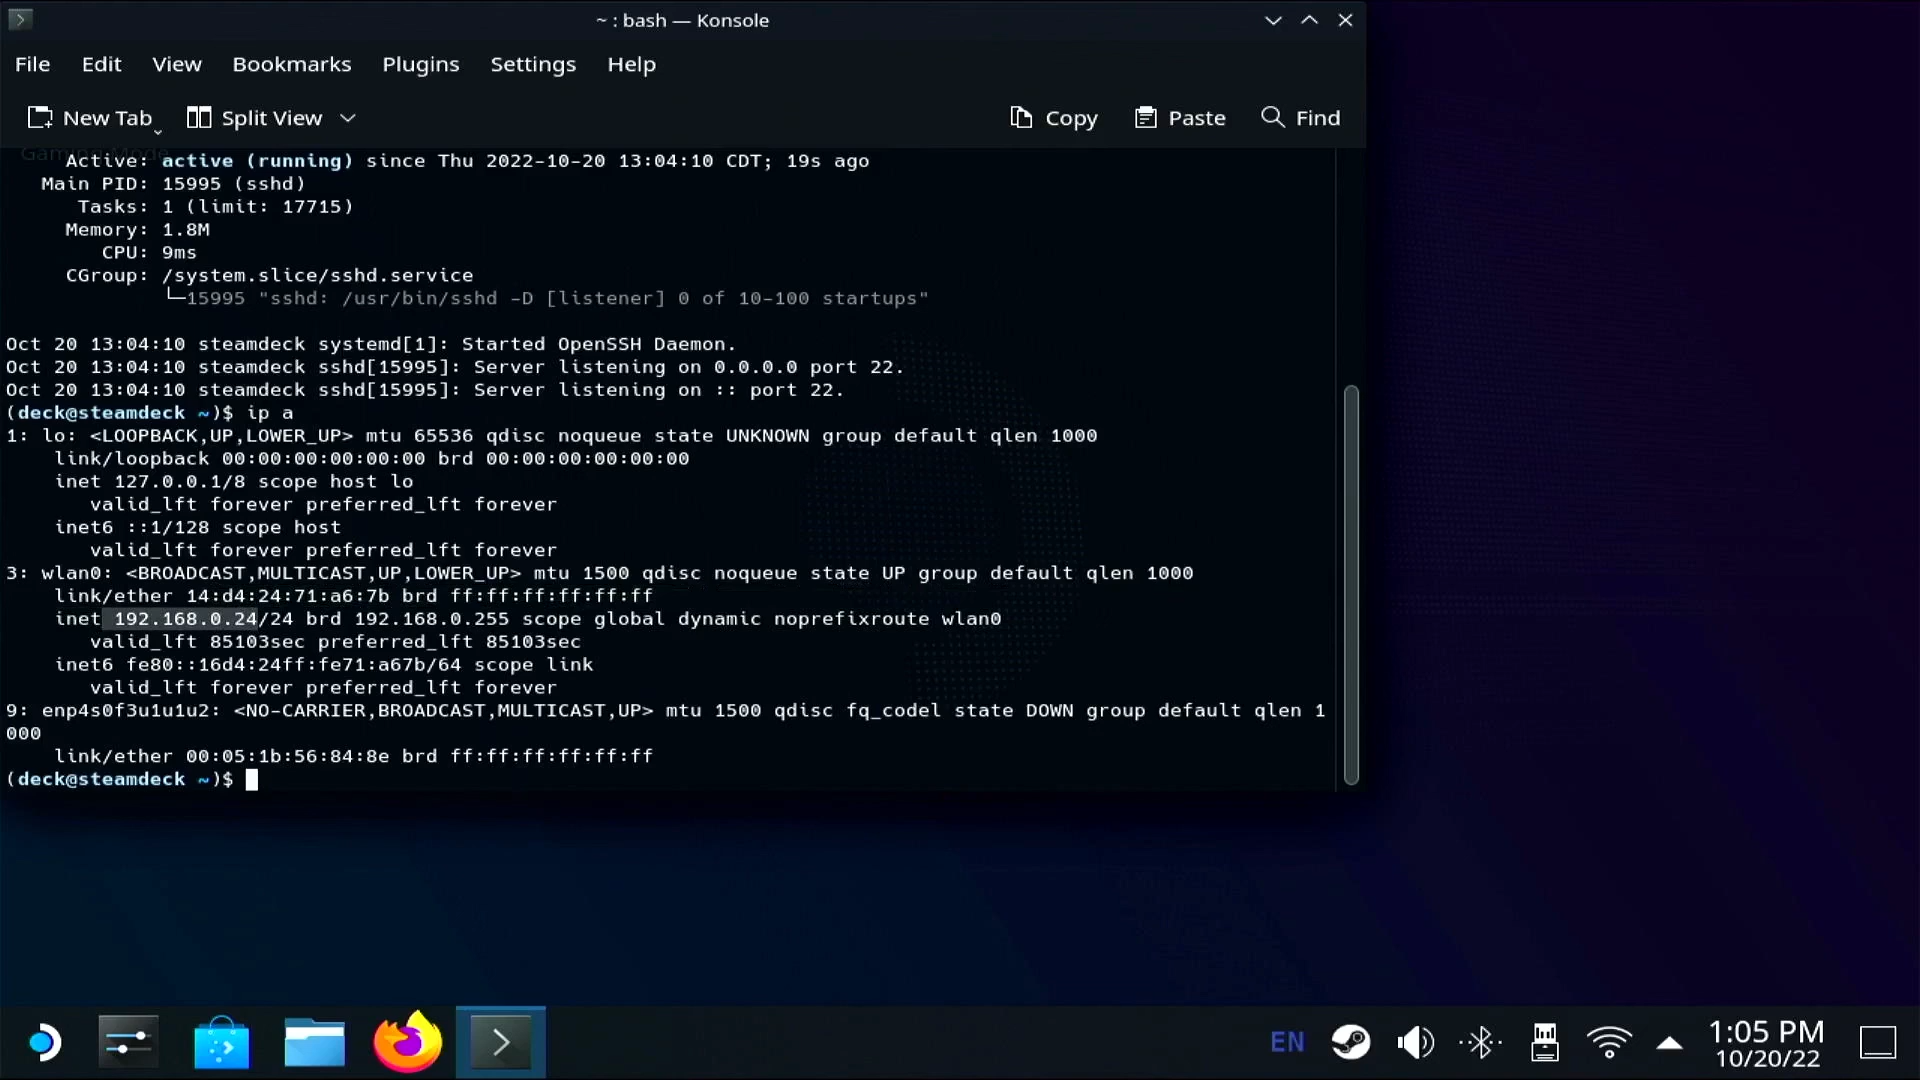 ~ : bash — Konsole
File Edit View Bookmarks Plugins Settings Help
New Tab Split View Copy Paste Find
Gaming Mode
Active: active (running) since Thu 2022-10-20 13:04:10 CDT; 19s ago
Main PID: 15995 (sshd)
Tasks: 1 (limit: 17715)
Memory: 1.8M
CPU: 9ms
CGroup: /system.slice/sshd.service
└─15995 "sshd: /usr/bin/sshd -D [listener] 0 of 10-100 startups"
Oct 20 13:04:10 steamdeck systemd[1]: Started OpenSSH Daemon.
Oct 20 13:04:10 steamdeck sshd[15995]: Server listening on 0.0.0.0 port 22.
Oct 20 13:04:10 steamdeck sshd[15995]: Server listening on :: port 22.
(deck@steamdeck ~)$ ip a
1: lo: <LOOPBACK,UP,LOWER_UP> mtu 65536 qdisc noqueue state UNKNOWN group default qlen 1000
link/loopback 00:00:00:00:00:00 brd 00:00:00:00:00:00
inet 127.0.0.1/8 scope host lo
valid_lft forever preferred_lft forever
inet6 ::1/128 scope host
valid_lft forever preferred_lft forever
3: wlan0: <BROADCAST,MULTICAST,UP,LOWER_UP> mtu 1500 qdisc noqueue state UP group default qlen 1000
link/ether 14:d4:24:71:a6:7b brd ff:ff:ff:ff:ff:ff
inet 192.168.0.24/24 brd 192.168.0.255 scope global dynamic noprefixroute wlan0
valid_lft 85103sec preferred_lft 85103sec
inet6 fe80::16d4:24ff:fe71:a67b/64 scope link
valid_lft forever preferred_lft forever
9: enp4s0f3u1u1u2: <NO-CARRIER,BROADCAST,MULTICAST,UP> mtu 1500 qdisc fq_codel state DOWN group default qlen 1
000
link/ether 00:05:1b:56:84:8e brd ff:ff:ff:ff:ff:ff
(deck@steamdeck ~)$
EN 1:05 PM
10/20/22